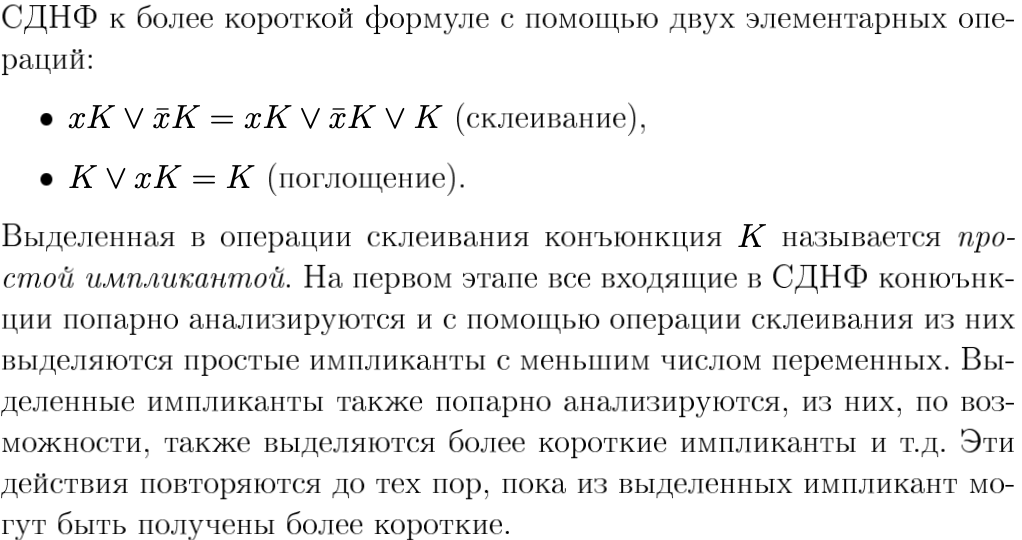 СДНФ к более короткой формуле с помощью двух элементарных опе-
раций:
• xK ∨ x̄K = xK ∨ x̄K ∨ K (склеивание),
• K ∨ xK = K (поглощение).
Выделенная в операции склеивания конъюнкция K называется про-
стой импликантой. На первом этапе все входящие в СДНФ конюънк-
ции попарно анализируются и с помощью операции склеивания из них
выделяются простые импликанты с меньшим числом переменных. Вы-
деленные импликанты также попарно анализируются, из них, по воз-
можности, также выделяются более короткие импликанты и т.д. Эти
действия повторяются до тех пор, пока из выделенных импликант мо-
гут быть получены более короткие.